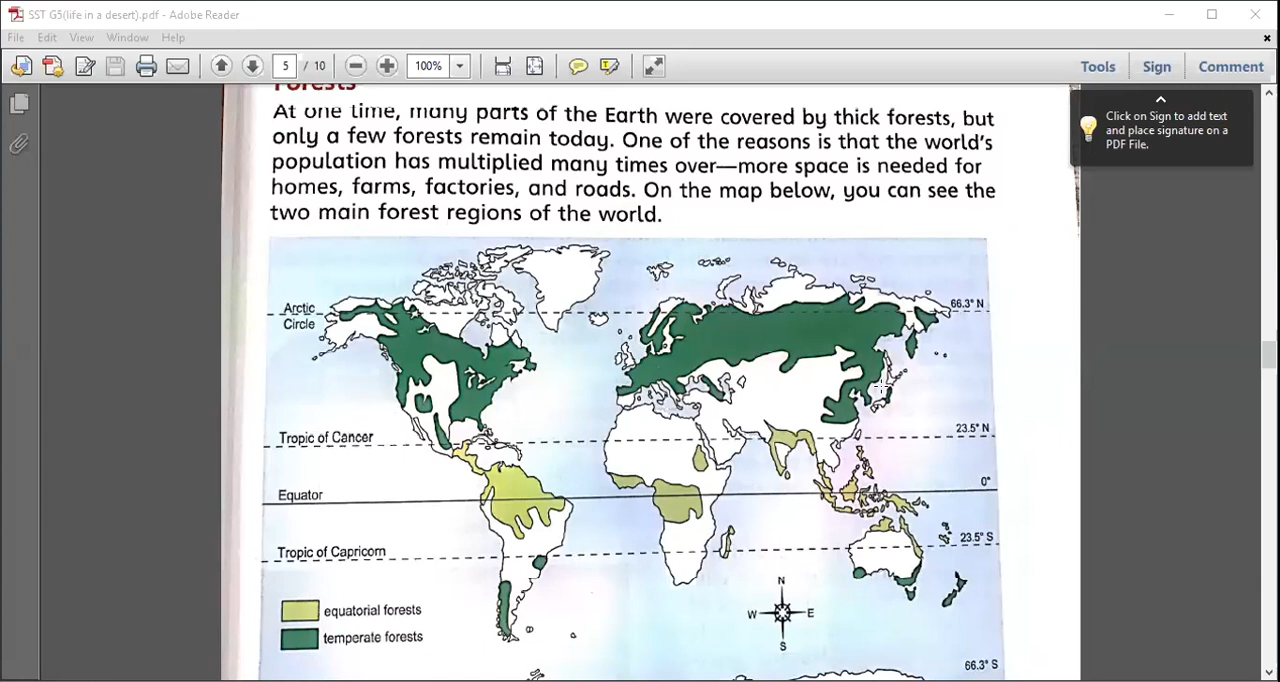 SST G5(life in a desert).pdf - Adobe Reader
File Edit View Window Help
5 / 10
100%
Tools Sign Comment
Click on Sign to add text
and place signature on a
PDF File.
Forests
At one time, many parts of the Earth were covered by thick forests, but
only a few forests remain today. One of the reasons is that the world's
population has multiplied many times over—more space is needed for
homes, farms, factories, and roads. On the map below, you can see the
two main forest regions of the world.
Arctic
Circle
66.3° N
Tropic of Cancer
23.5° N
Equator
0°
Tropic of Capricorn
23.5° S
N
W E
S
equatorial forests
temperate forests
66.3° S